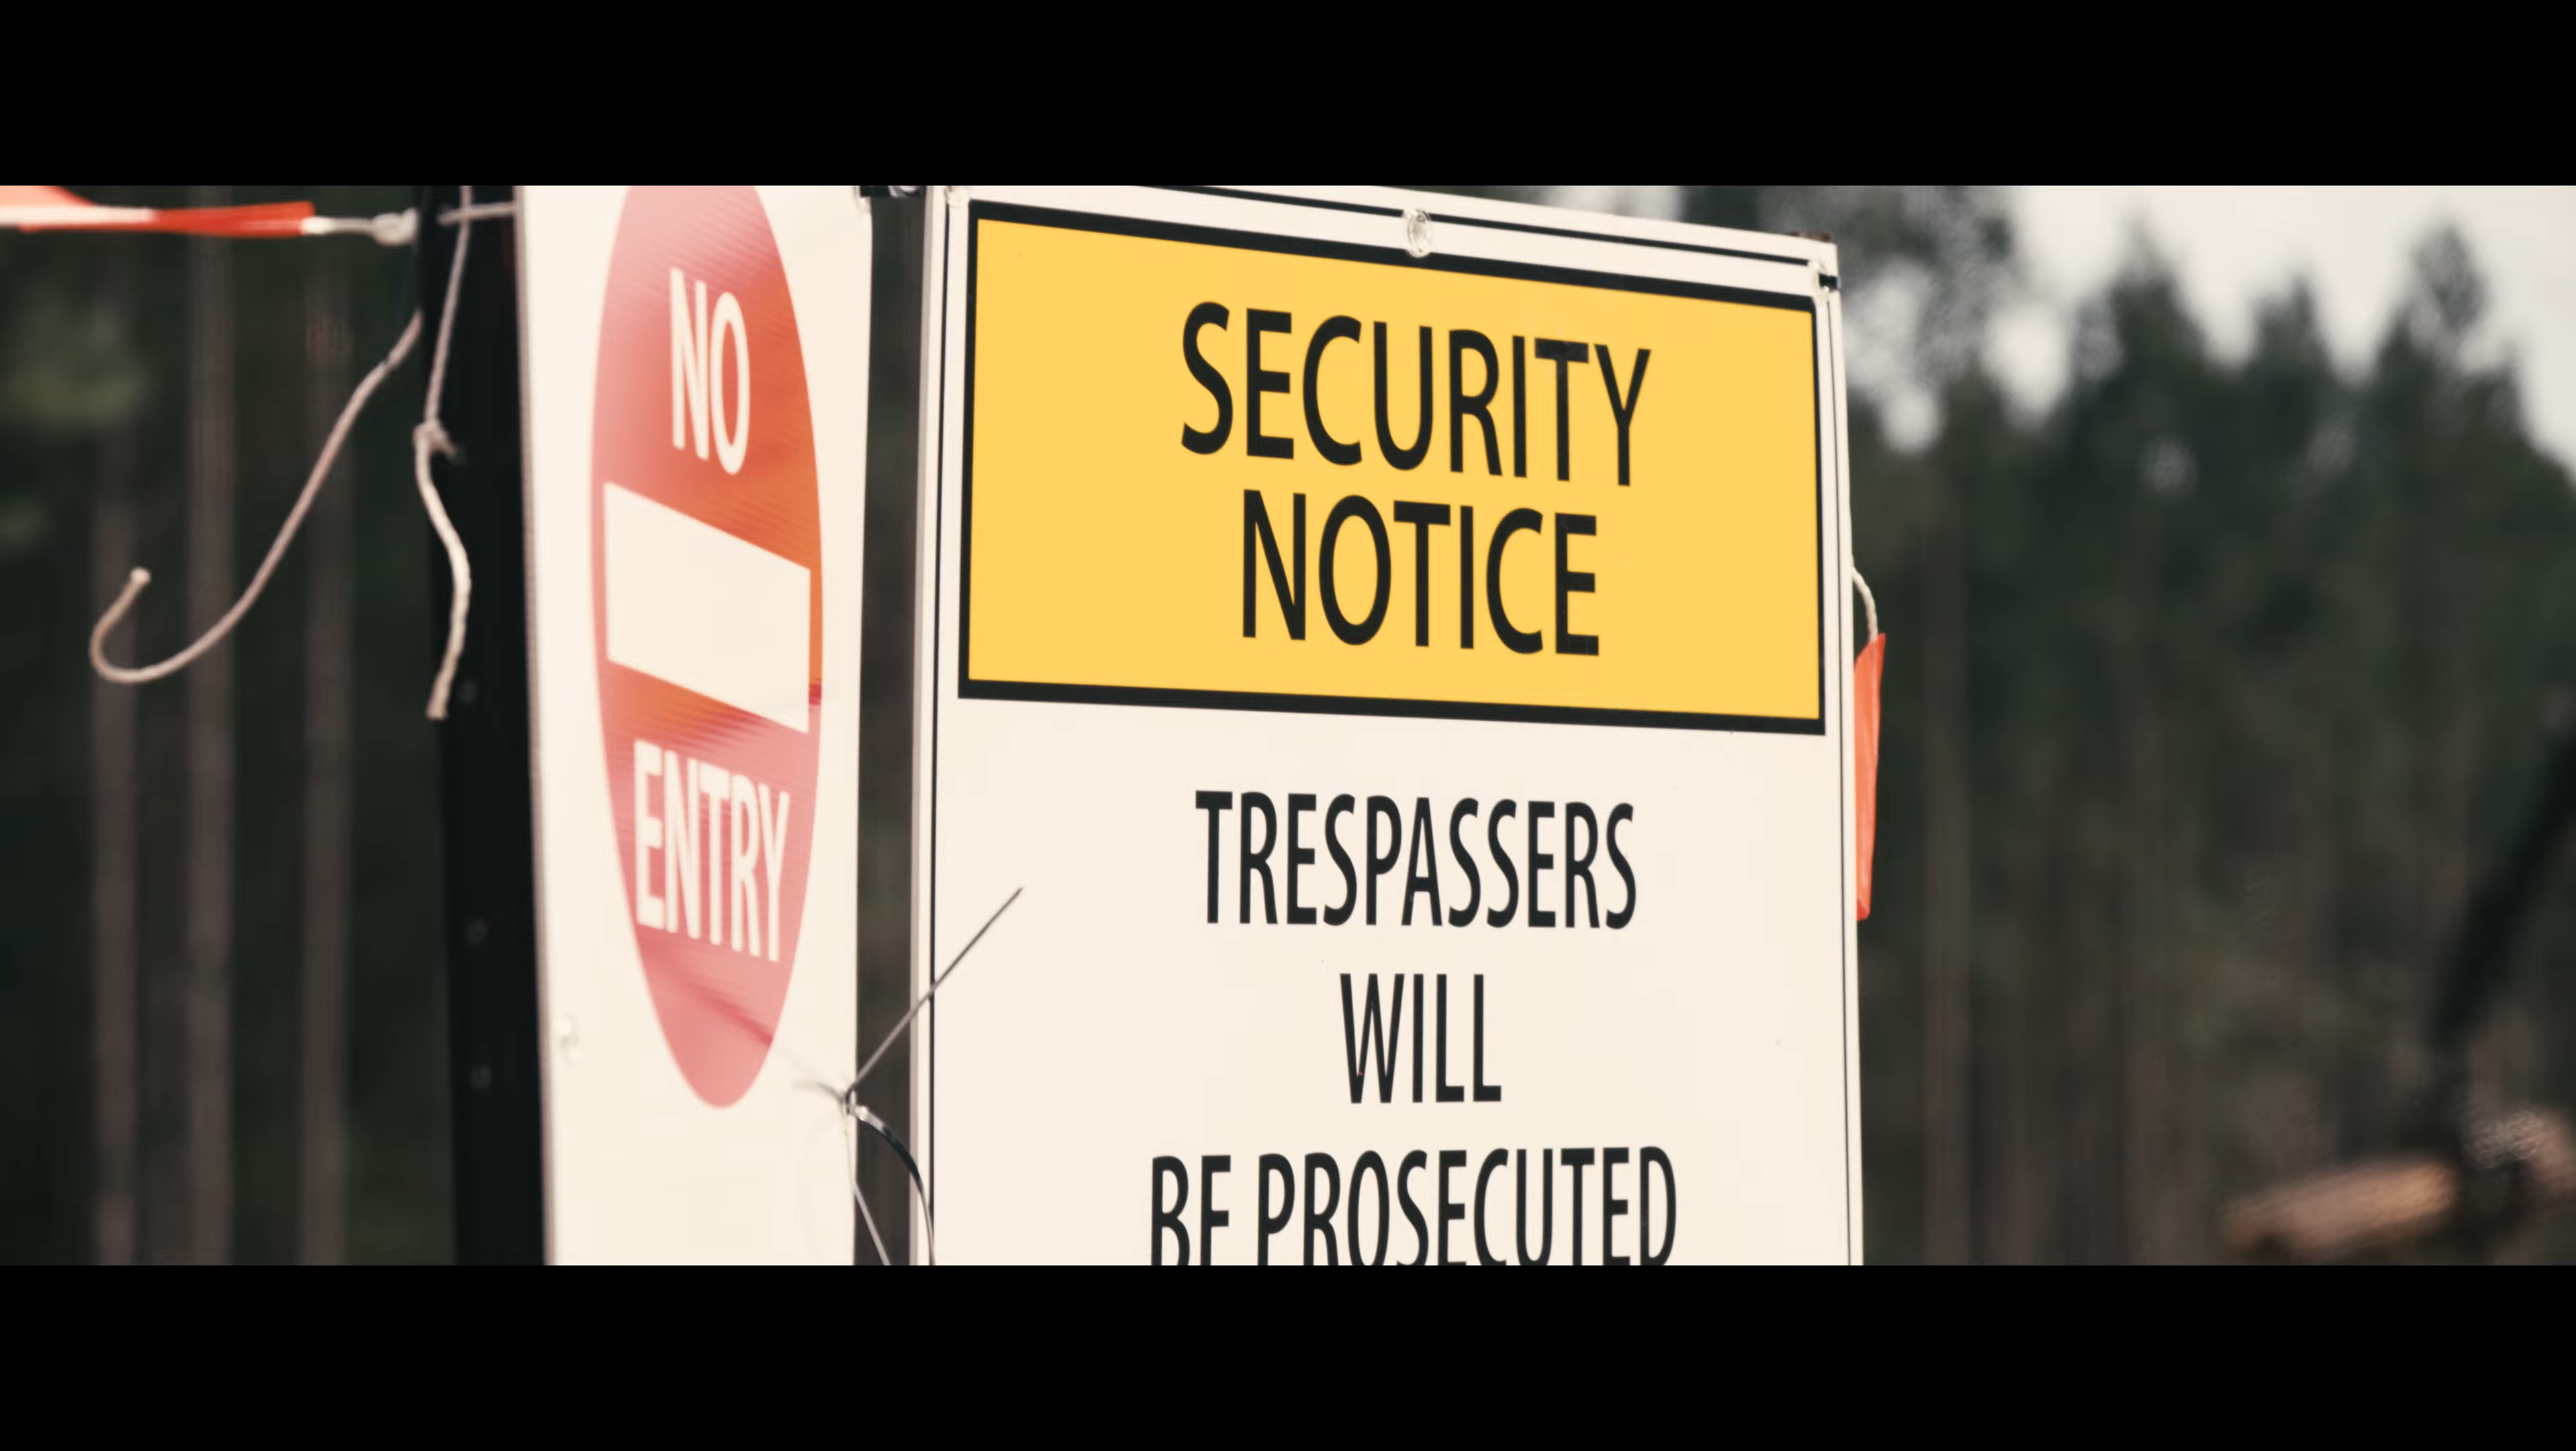 NO
ENTRY
SECURITY
NOTICE
TRESPASSERS
WILL
BE PROSECUTED